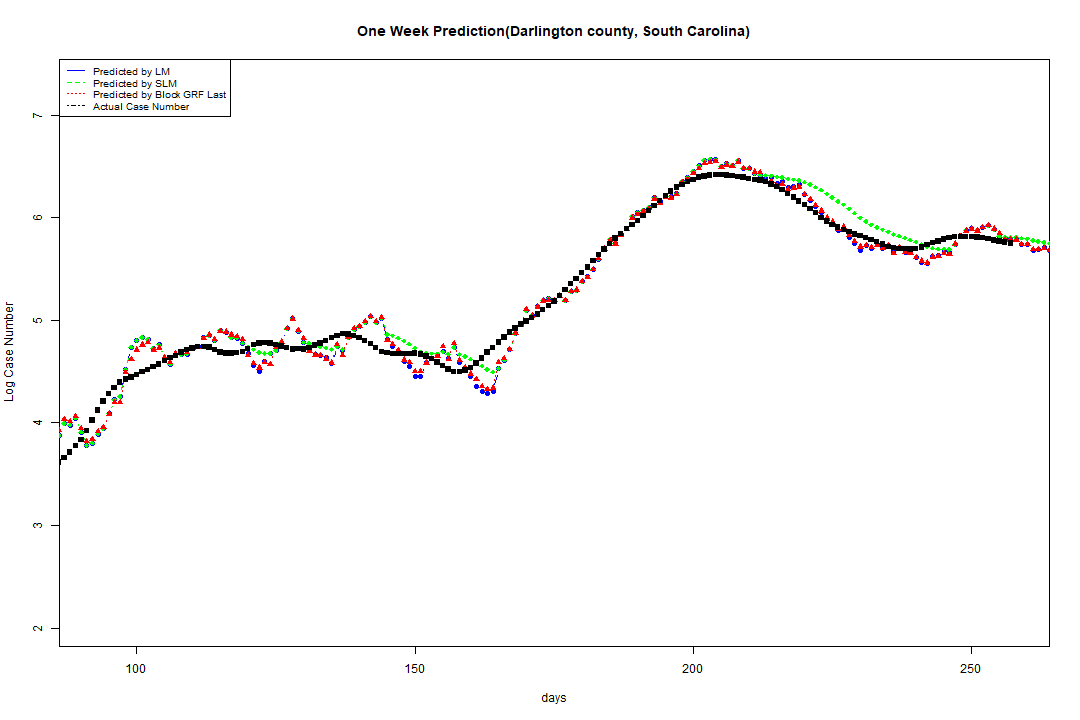 One Week Prediction(Darlington county, South Carolina)
Predicted by LM
Predicted by SLM
Predicted by Block GRF Last
Actual Case Number
Log Case Number
7
6
5
4
3
2
100 150 200 250
days